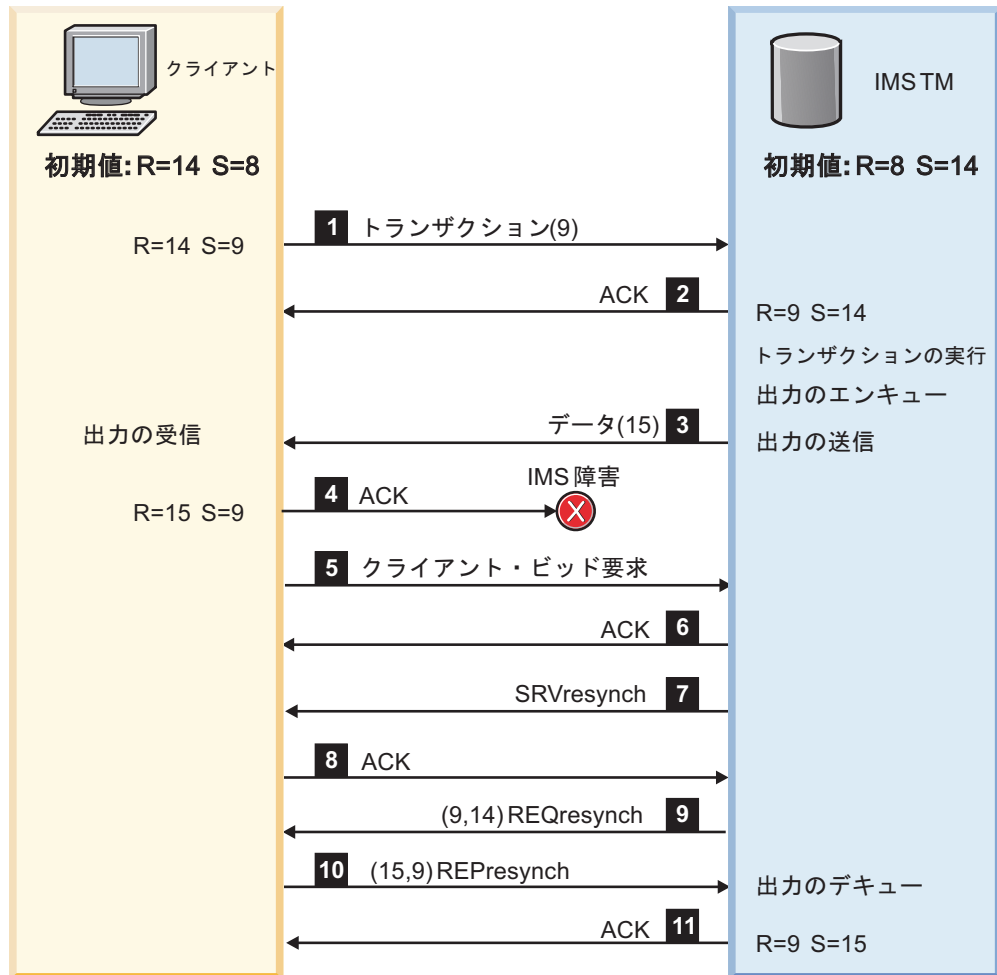 クライアント
IMS TM
初期値: R=14 S=8
初期値: R=8 S=14
1 トランザクション(9)
R=14 S=9
ACK 2
R=9 S=14
トランザクションの実行
出力のエンキュー
データ(15) 3
出力の受信
出力の送信
IMS 障害
4 ACK
R=15 S=9
5 クライアント・ビッド要求
ACK 6
SRVresynch 7
8 ACK
(9,14) REQresynch 9
10 (15,9) REPresynch
出力のデキュー
ACK 11
R=9 S=15